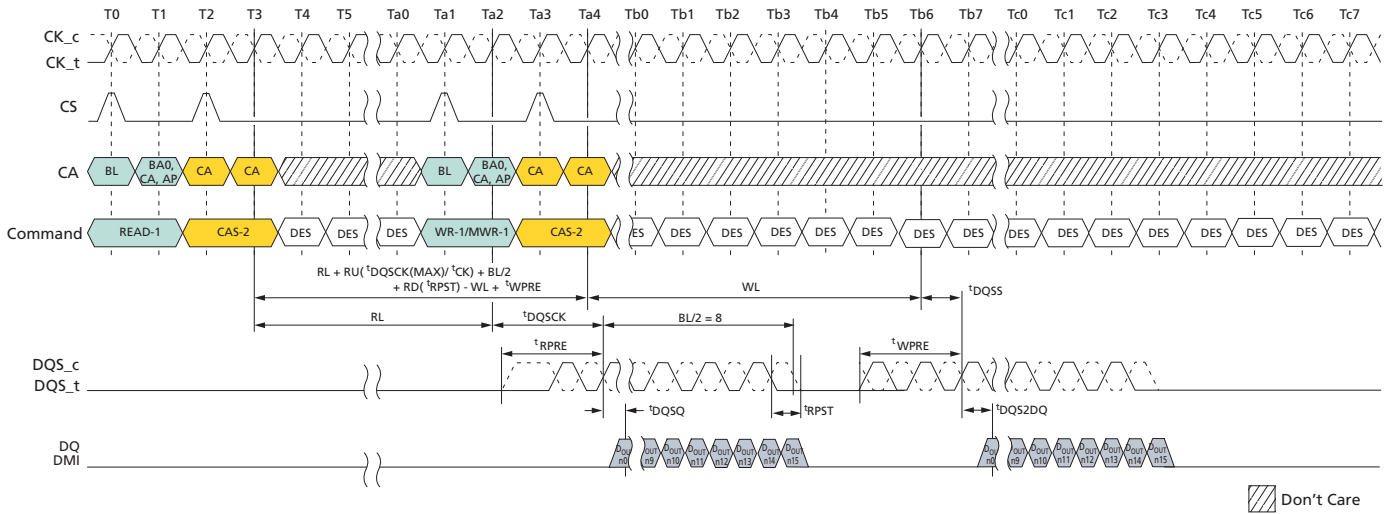 T0 T1 T2 T3 T4 T5 Ta0 Ta1 Ta2 Ta3 Ta4 Tb0 Tb1 Tb2 Tb3 Tb4 Tb5 Tb6 Tb7 Tc0 Tc1 Tc2 Tc3 Tc4 Tc5 Tc6 Tc7
CK_c
CK_t
CS
CA BL BA0, CA, AP CA CA BL BA0, CA, AP CA CA
Command READ-1 CAS-2 DES DES DES WR-1/MWR-1 CAS-2 ES DES DES DES DES DES DES DES DES DES DES DES DES DES DES DES
RL + RU( tDQSCK(MAX)/ tCK) + BL/2
+ RD( tRPST) - WL + tWPRE
WL
tDQSS
RL
tDQSCK
BL/2 = 8
tRPRE
tWPRE
DQS_c
DQS_t
tDQSQ
tRPST
tDQS2DQ
DQ
DMI
DOUT n0 OUT n9 DOUT n10 DOUT n11 DOUT n12 DOUT n13 DOUT n14 DOUT n15 DOUT n0 OUT n9 DOUT n10 DOUT n11 DOUT n12 DOUT n13 DOUT n14 DOUT n15
Don't Care